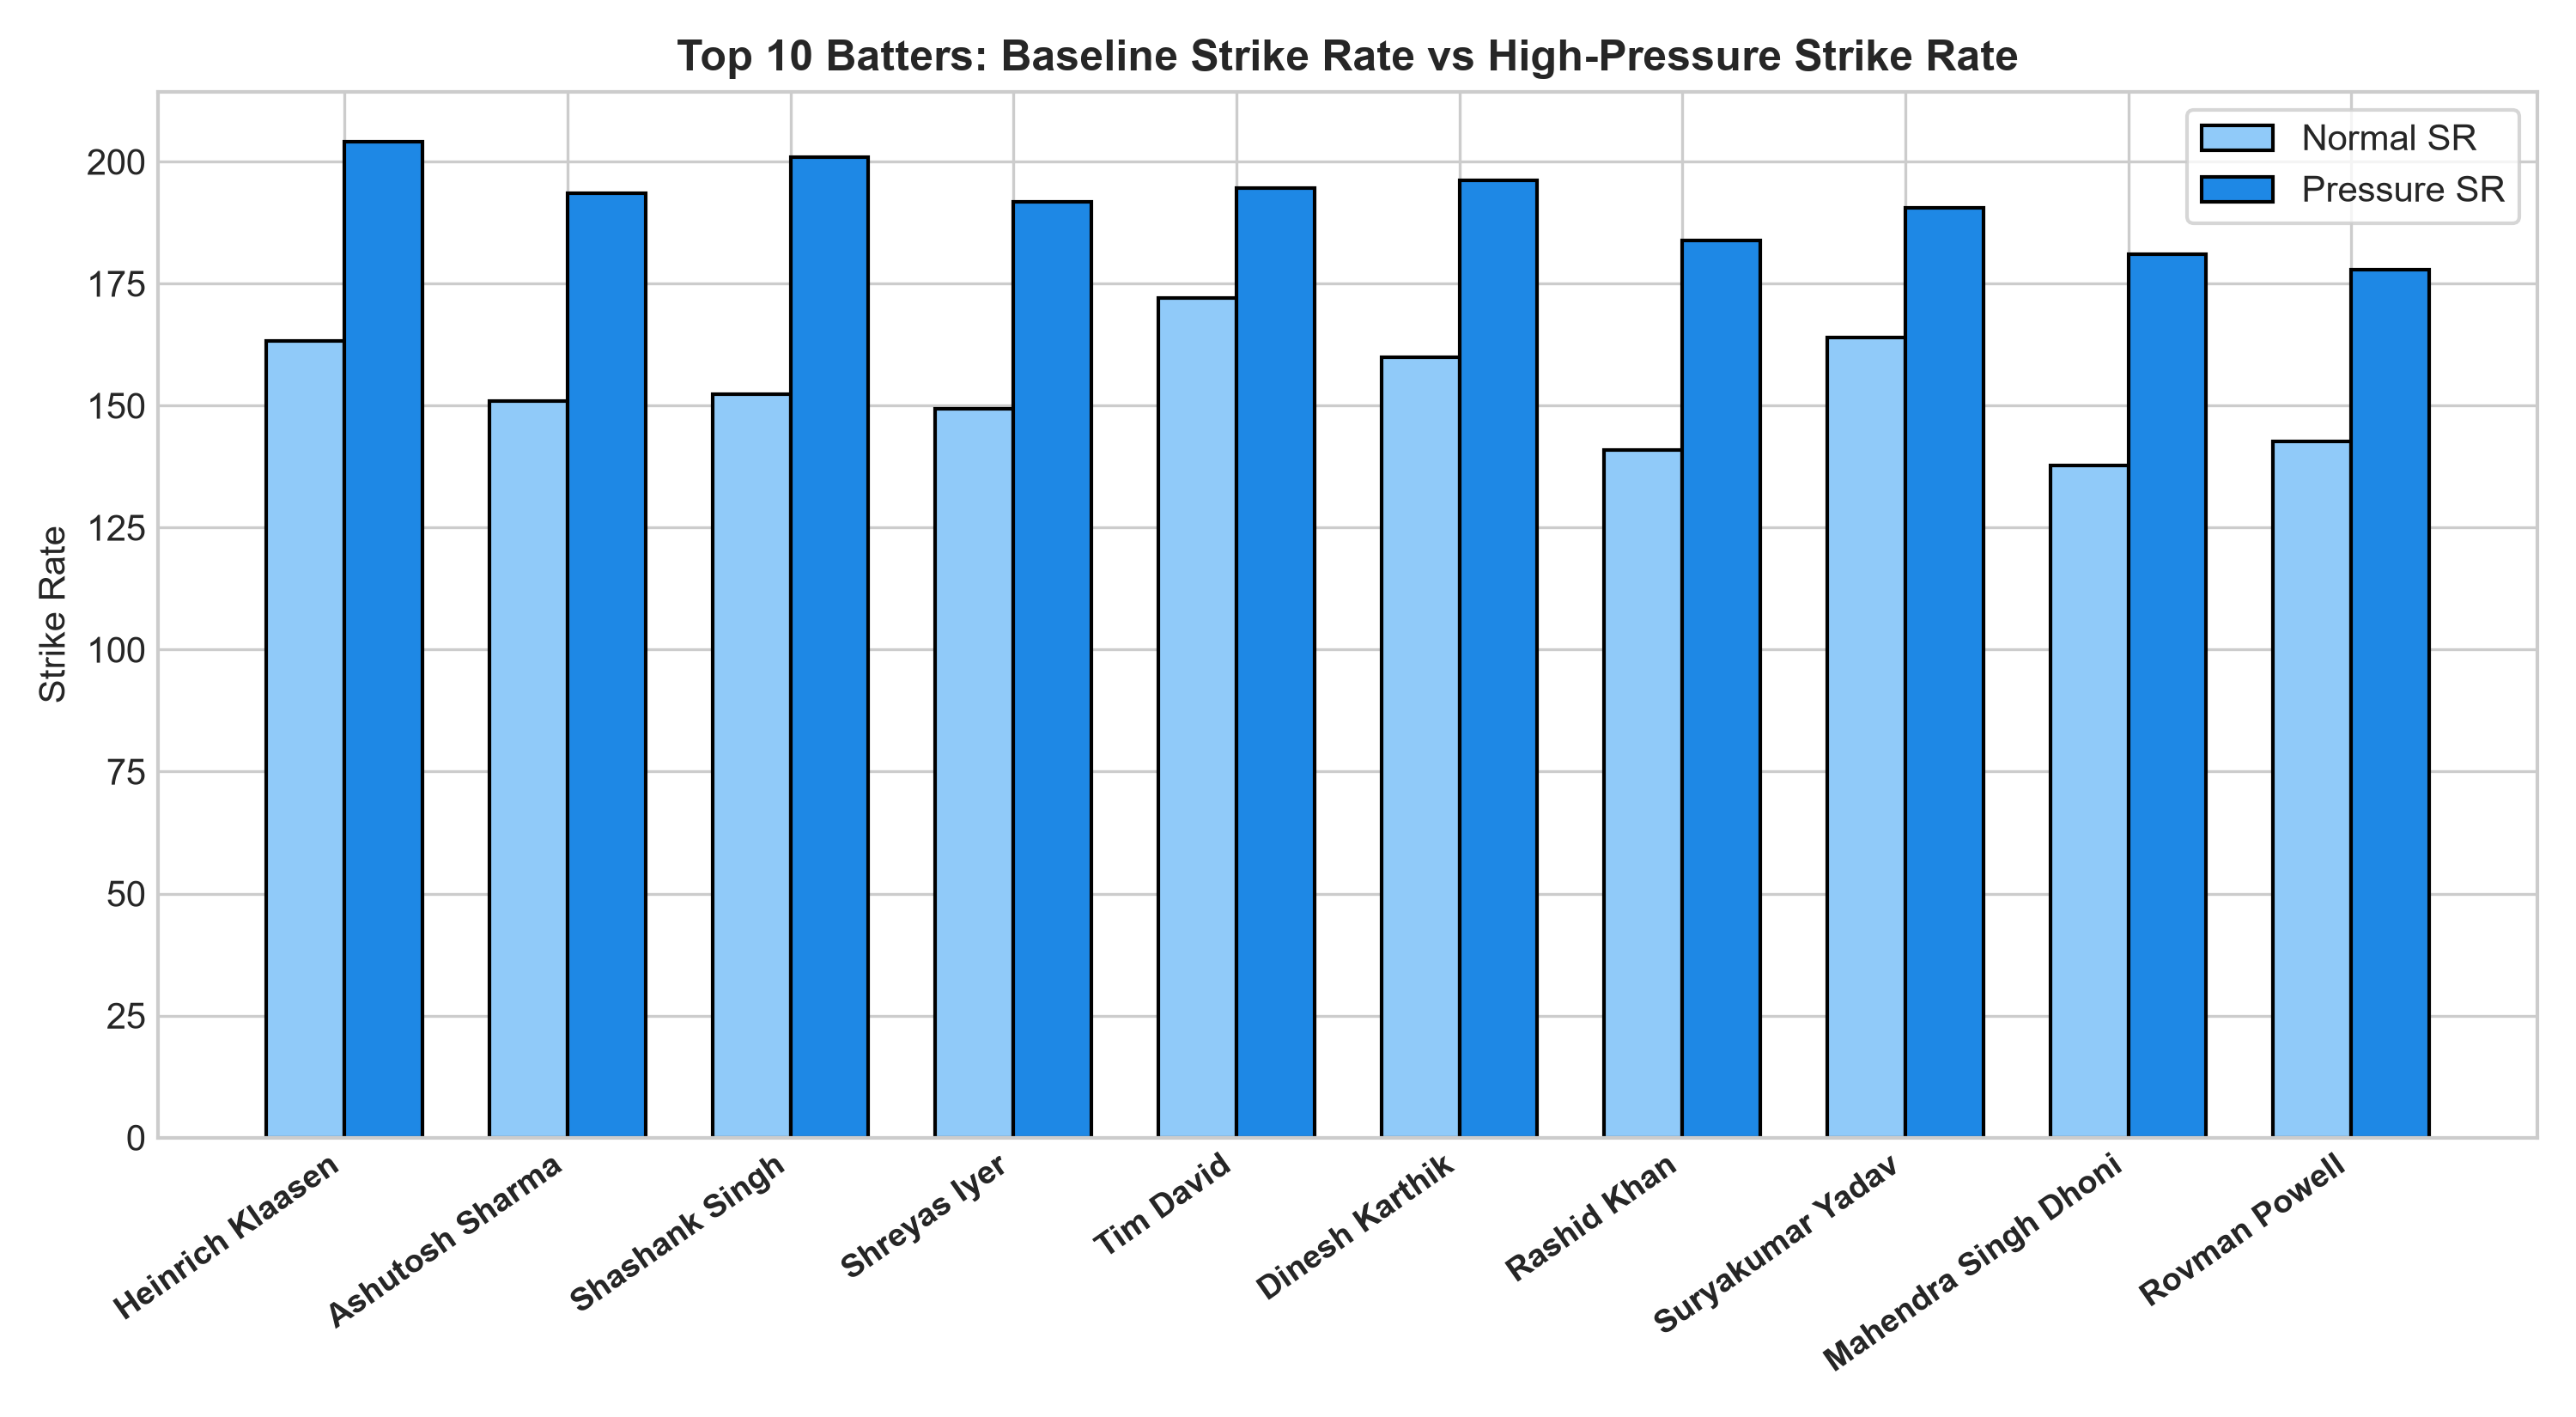 Top 10 Batters: Baseline Strike Rate vs High-Pressure Strike Rate
Normal SR
Pressure SR
Strike Rate
200
175
150
125
100
75
50
25
0
Heinrich Klaasen
Ashutosh Sharma
Shashank Singh
Shreyas Iyer
Tim David
Dinesh Karthik
Rashid Khan
Suryakumar Yadav
Mahendra Singh Dhoni
Rovman Powell